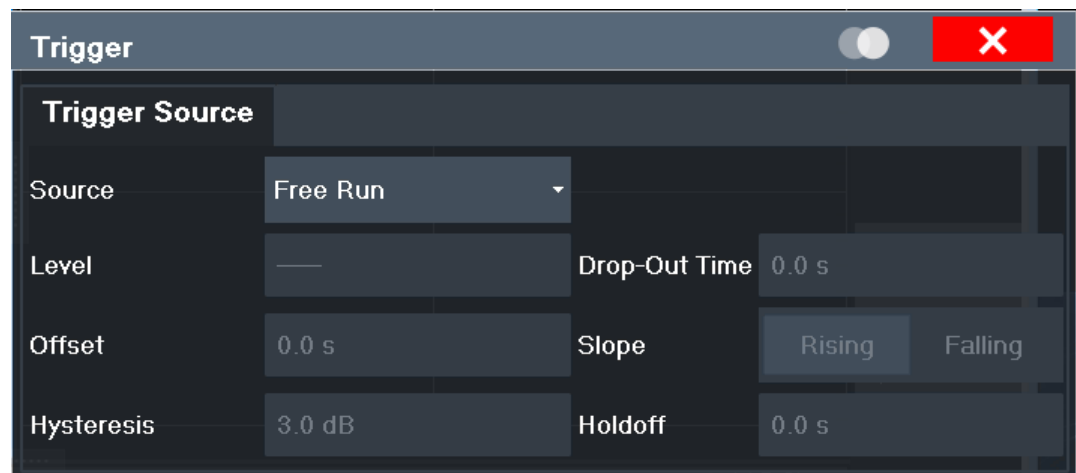 Trigger
Trigger Source
Source Free Run
Level Drop-Out Time 0.0 s
Offset 0.0 s Slope Rising Falling
Hysteresis 3.0 dB Holdoff 0.0 s